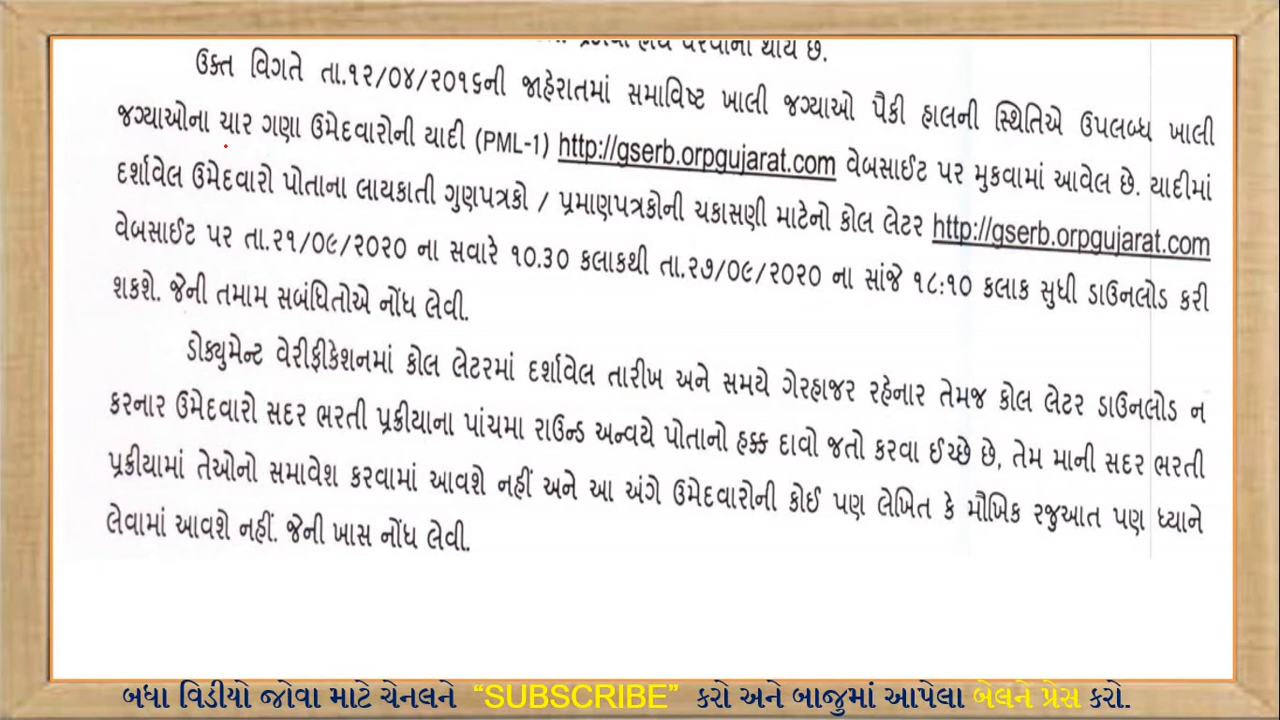 થાય છે.
ઉક્ત વિગતે તા.૧૨/૦૪/૨૦૧૬ની જાહેરાતમાં સમાવિષ્ટ ખાલી જગ્યાઓ પૈકી હાલની સ્થિતિએ ઉપલબ્ધ ખાલી
જગ્યાઓના ચાર ગણા ઉમેદવારોની યાદી (PML-1) http://gserb.orpgujarat.com વેબસાઈટ પર મુકવામાં આવેલ છે. યાદીમાં
દર્શાવેલ ઉમેદવારો પોતાના લાયકાતી ગુણપત્રકો / પ્રમાણપત્રકોની ચકાસણી માટેનો કોલ લેટર http://gserb.orpgujarat.com
વેબસાઈટ પર તા.૨૧/૦૯/૨૦૨૦ ના સવારે ૧૦.૩૦ કલાકથી તા.૨૭/૦૯/૨૦૨૦ ના સાંજે ૧૮:૧૦ કલાક સુધી ડાઉનલોડ કરી
શકશે. જેની તમામ સબંધિતોએ નોંધ લેવી.
ડોક્યુમેન્ટ વેરીફીકેશનમાં કોલ લેટરમાં દર્શાવેલ તારીખ અને સમયે ગેરહાજર રહેનાર તેમજ કોલ લેટર ડાઉનલોડ ન
કરનાર ઉમેદવારો સદર ભરતી પ્રક્રીયાના પાંચમા રાઉન્ડ અન્વયે પોતાનો હક્ક દાવો જતો કરવા ઈચ્છે છે, તેમ માની સદર ભરતી
પ્રક્રીયામાં તેઓનો સમાવેશ કરવામાં આવશે નહીં અને આ અંગે ઉમેદવારોની કોઈ પણ લેખિત કે મૌખિક રજુઆત પણ ધ્યાને
લેવામાં આવશે નહીં. જેની ખાસ નોંધ લેવી.
બધા વિડીયો જોવા માટે ચેનલને “SUBSCRIBE” કરો અને બાજુમાં આપેલા બેલને પ્રેસ કરો.